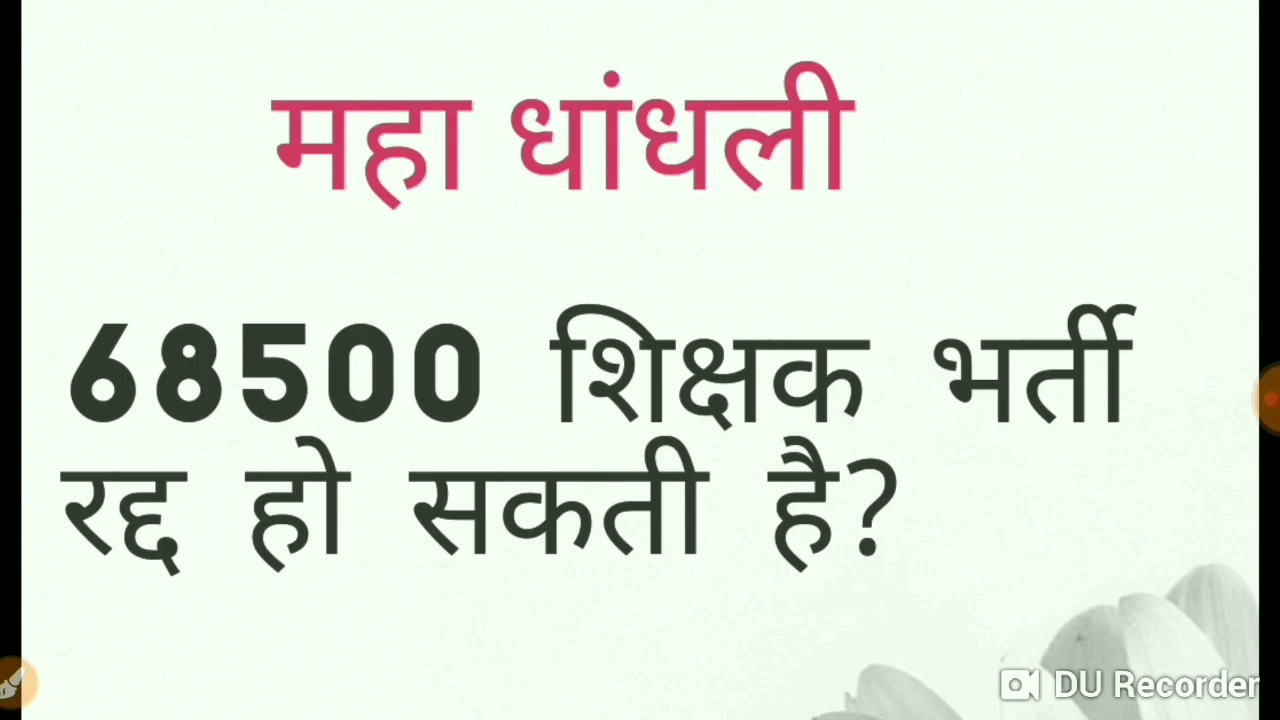 महा धांधली
68500 शिक्षक भर्ती
रद्द हो सकती है?
DU Recorder